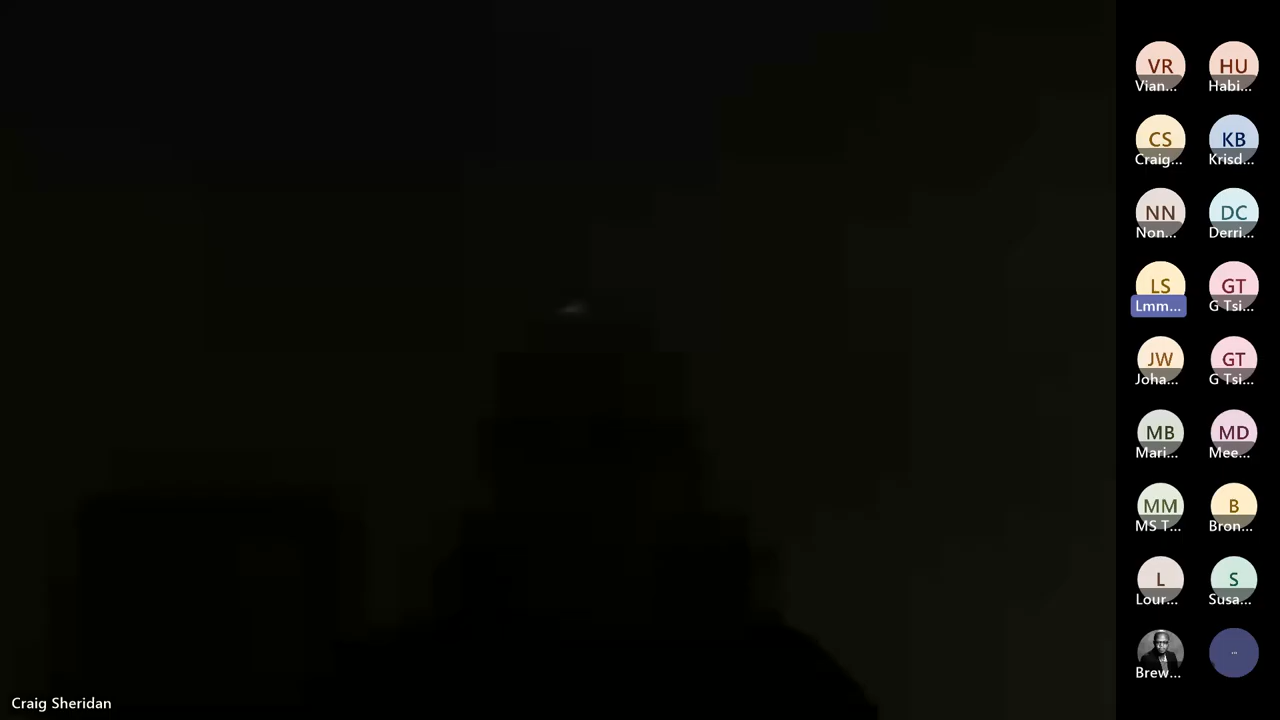 VR HU
Vian... Habi...
CS KB
Craig... Krisd...
NN DC
Non... Derri...
LS GT
Lmm... G Tsi...
JW GT
Joha... G Tsi...
MB MD
Mari... Mee...
MM B
MS T... Bron...
L S
Lour... Susa...
Brew... ...
Craig Sheridan